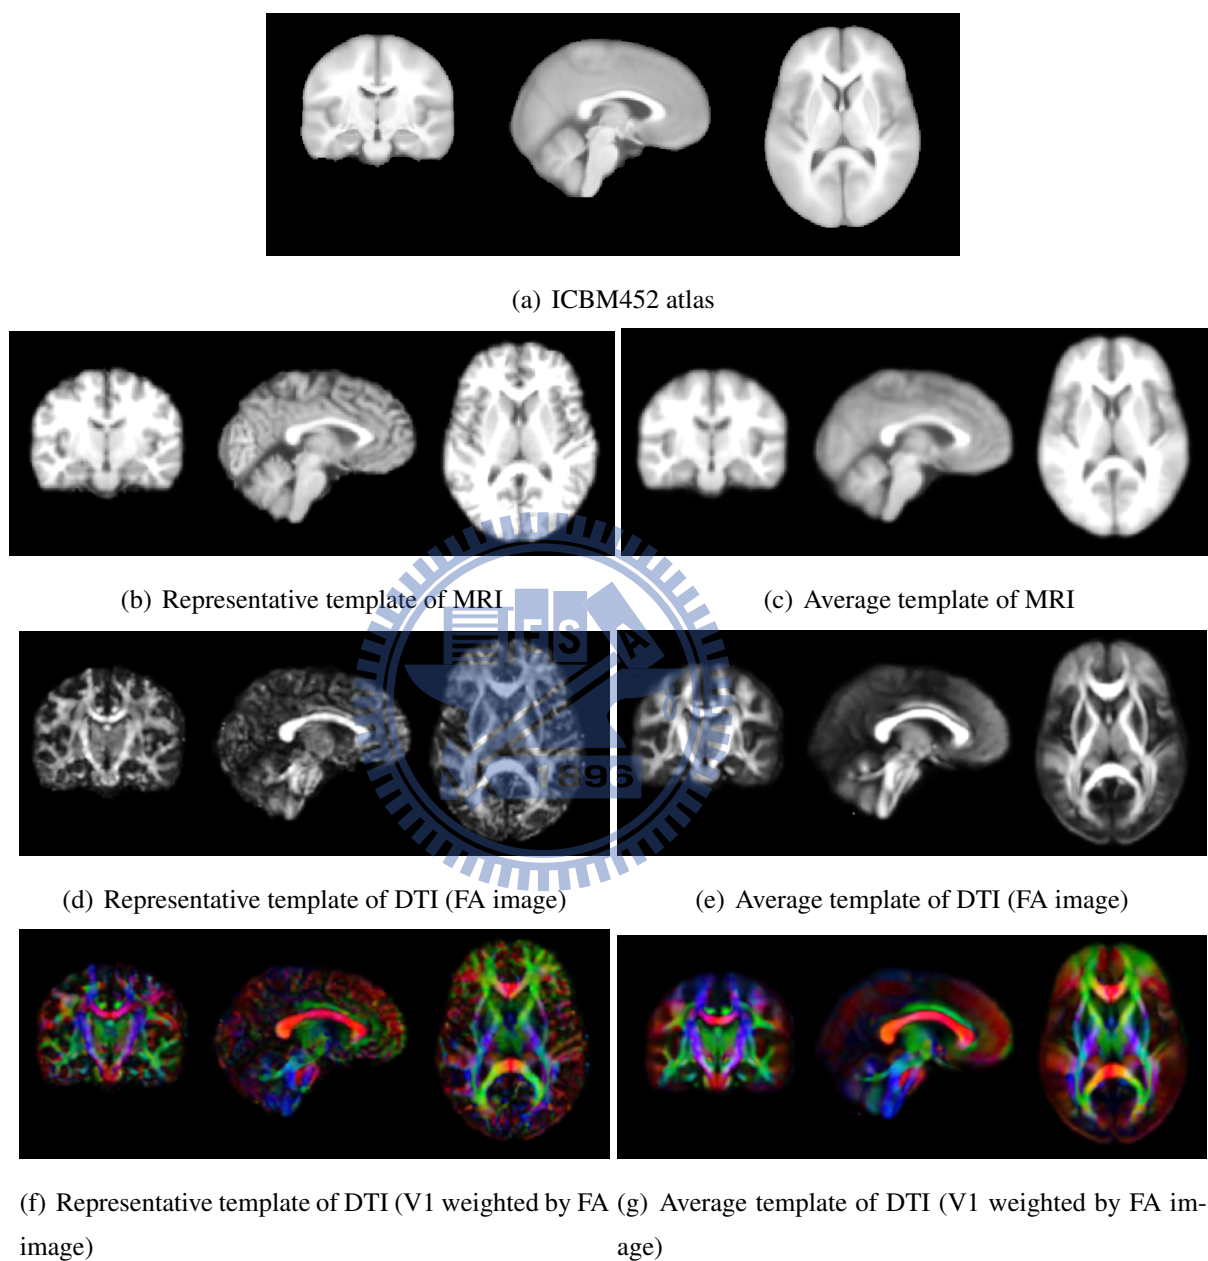 (a) ICBM452 atlas
(b) Representative template of MRI
(c) Average template of MRI
ESA
1896
(d) Representative template of DTI (FA image)
(e) Average template of DTI (FA image)
(f) Representative template of DTI (V1 weighted by FA
image)
(g) Average template of DTI (V1 weighted by FA im-
age)